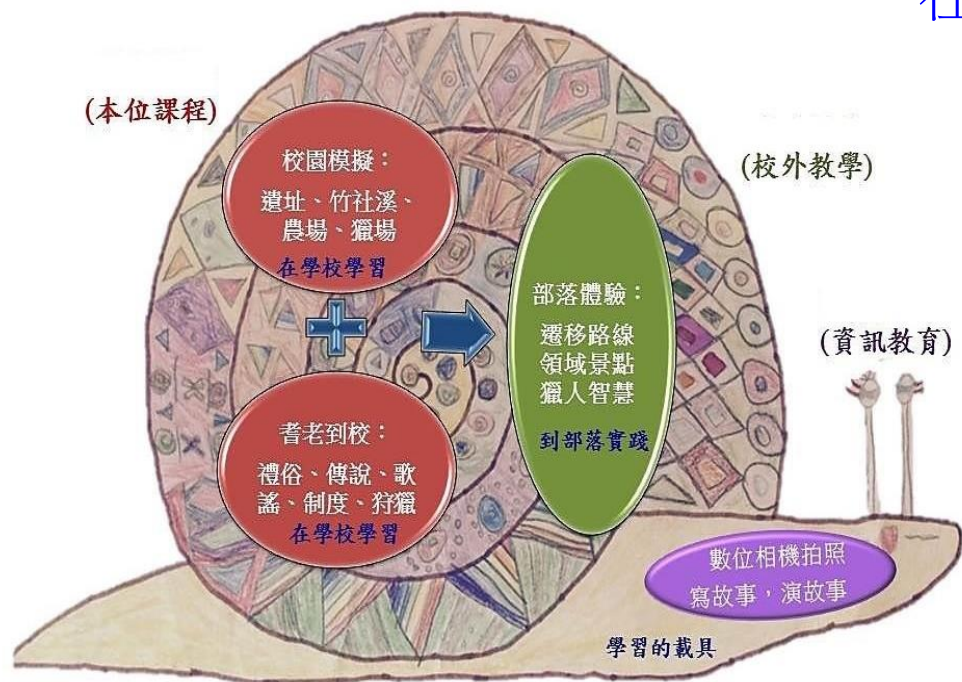 (本位課程)
校園模擬：
遺址、竹社溪、
農場、獵場
在學校學習
耆老到校：
禮俗、傳說、歌
謠、制度、狩獵
在學校學習
(校外教學)
部落體驗：
遷移路線
領域景點
獵人智慧
到部落實踐
(資訊教育)
數位相機拍照
寫故事，演故事
學習的載具